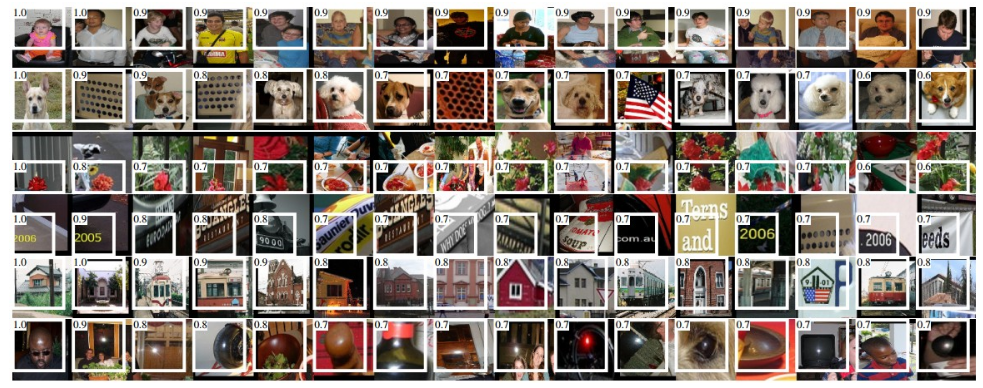 1.0 1.0 0.9 0.9 0.9 0.9 0.9 0.9 0.9 0.9 0.9 0.9 0.9 0.9 0.9 0.9
1.0 0.9 0.9 0.8 0.8 0.8 0.8 0.8 0.7 0.7 0.7 0.7 0.7 0.7 0.6 0.6
1.0 0.8 0.7 0.7 0.7 0.7 0.7 0.7 0.7 0.7 0.7 0.7 0.7 0.7 0.6 0.6
1.0 0.9 0.8 0.8 0.8 0.7 0.7 0.7 0.7 0.7 0.7 0.7 0.7 0.7 0.7 0.7
2006
2005
9000
WHY DO
TOMATO
SOUP
com.au
Terns
and
2006
2006
eeds
1.0 1.0 0.9 0.9 0.9 0.8 0.8 0.8 0.8 0.8 0.8 0.8 0.8 0.8 0.8 0.8
9 01
1.0 0.9 0.8 0.8 0.8 0.7 0.7 0.7 0.7 0.7 0.7 0.7 0.7 0.7 0.7 0.7